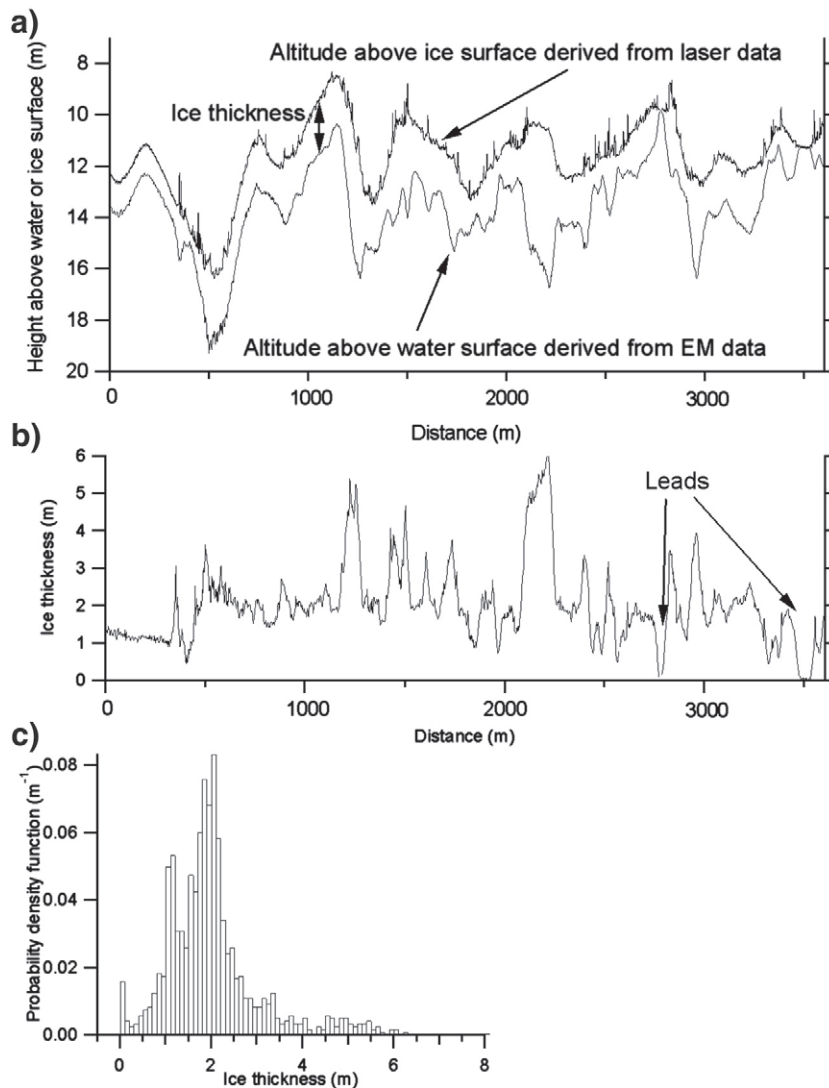 a)
Height above water or ice surface (m)
8
10
12
14
16
18
20
Altitude above ice surface derived from laser data
Ice thickness
Altitude above water surface derived from EM data
0 1000 2000 3000
Distance (m)
b)
Ice thickness (m)
6
5
4
3
2
1
0
Leads
0 1000 2000 3000
Distance (m)
c)
Probability density function (m⁻¹)
0.08
0.06
0.04
0.02
0.00
0 2 4 6 8
Ice thickness (m)